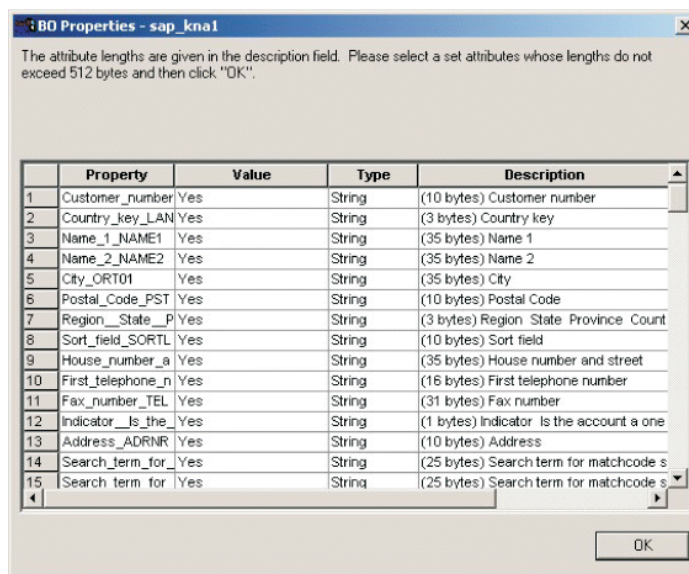 BO Properties - sap_kna1
The attribute lengths are given in the description field. Please select a set attributes whose lengths do not
exceed 512 bytes and then click "OK".
Property Value Type Description
1 Customer_number Yes String (10 bytes) Customer number
2 Country_key_LAN Yes String (3 bytes) Country key
3 Name_1_NAME1 Yes String (35 bytes) Name 1
4 Name_2_NAME2 Yes String (35 bytes) Name 2
5 City_ORT01 Yes String (35 bytes) City
6 Postal_Code_PST Yes String (10 bytes) Postal Code
7 Region__State__P Yes String (3 bytes) Region State Province Count
8 Sort_field_SORTL Yes String (10 bytes) Sort field
9 House_number_a Yes String (35 bytes) House number and street
10 First_telephone_n Yes String (16 bytes) First telephone number
11 Fax_number_TEL Yes String (31 bytes) Fax number
12 Indicator__Is_the_ Yes String (1 bytes) Indicator Is the account a one
13 Address_ADRNR Yes String (10 bytes) Address
14 Search_term_for_ Yes String (25 bytes) Search term for matchcode s
15 Search term for Yes String (25 bytes) Search term for matchcode s
OK